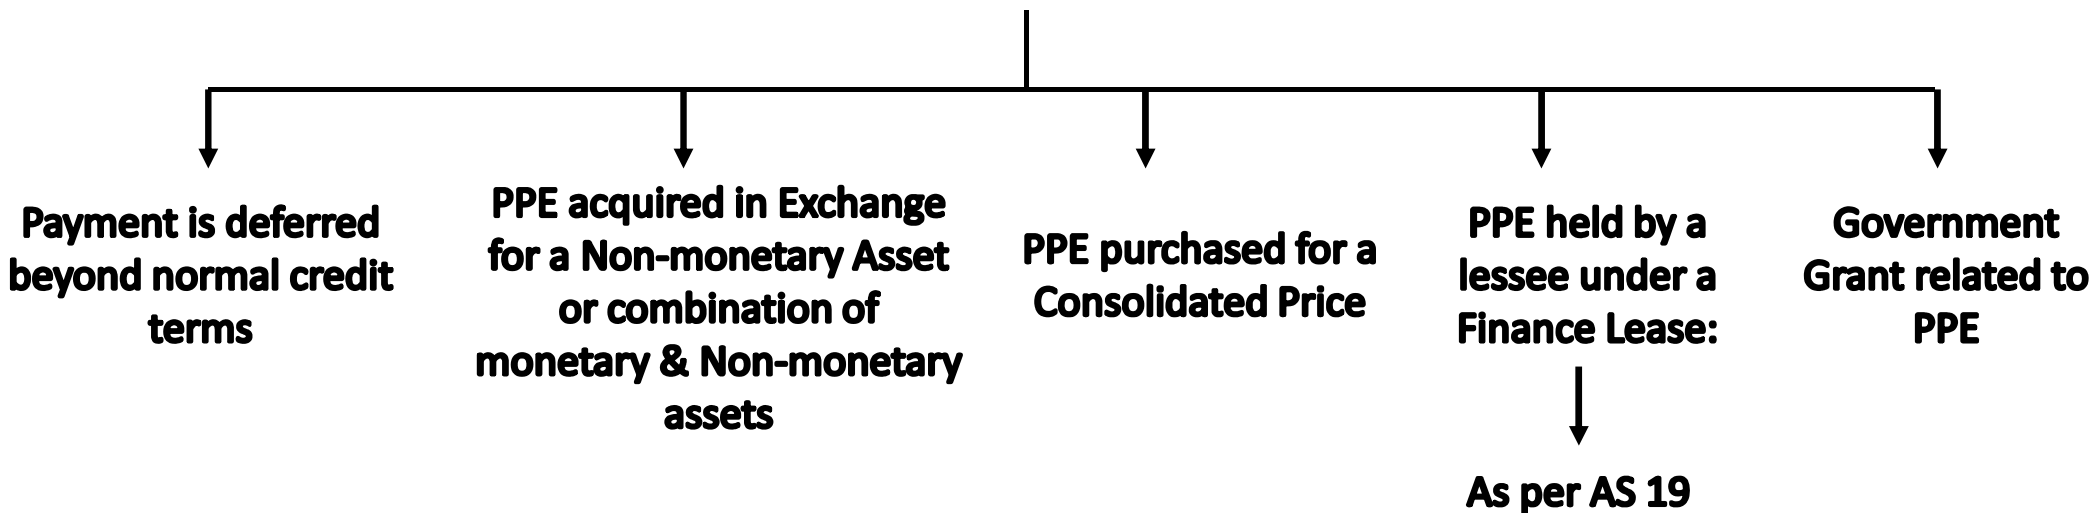 Payment is deferred
beyond normal credit
terms
PPE acquired in Exchange
for a Non-monetary Asset
or combination of
monetary & Non-monetary
assets
PPE purchased for a
Consolidated Price
PPE held by a
lessee under a
Finance Lease:
As per AS 19
Government
Grant related to
PPE